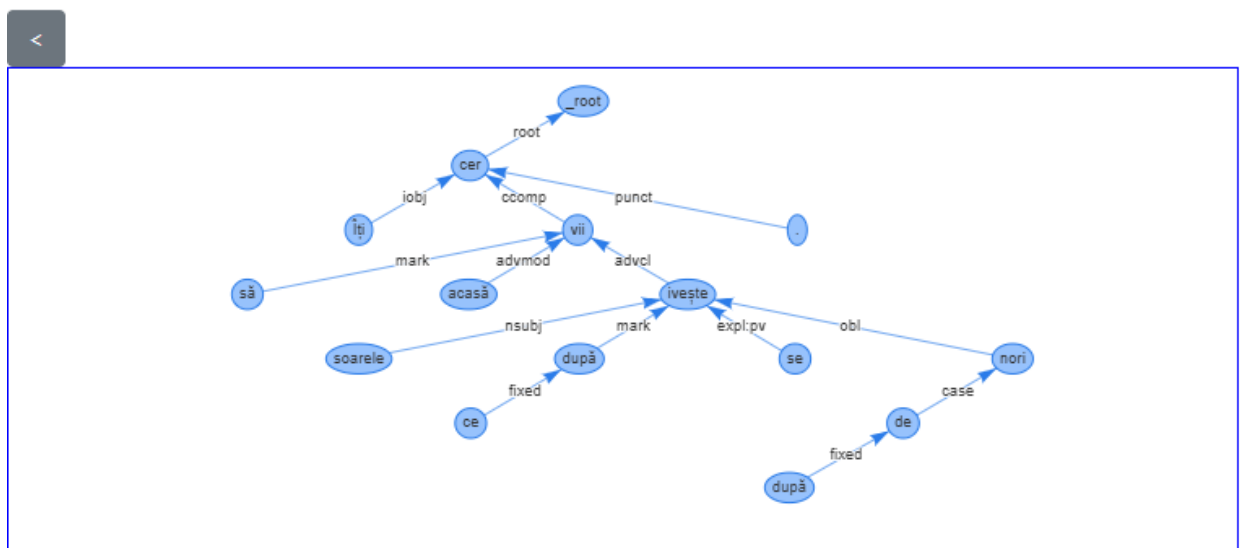 <
_root
root
cer
iobj ccomp punct
Îți vii .
mark advmod advcl
să acasă ivește
nsubj mark expl:pv obl
soarele după se nori
fixed case
ce de
fixed
după